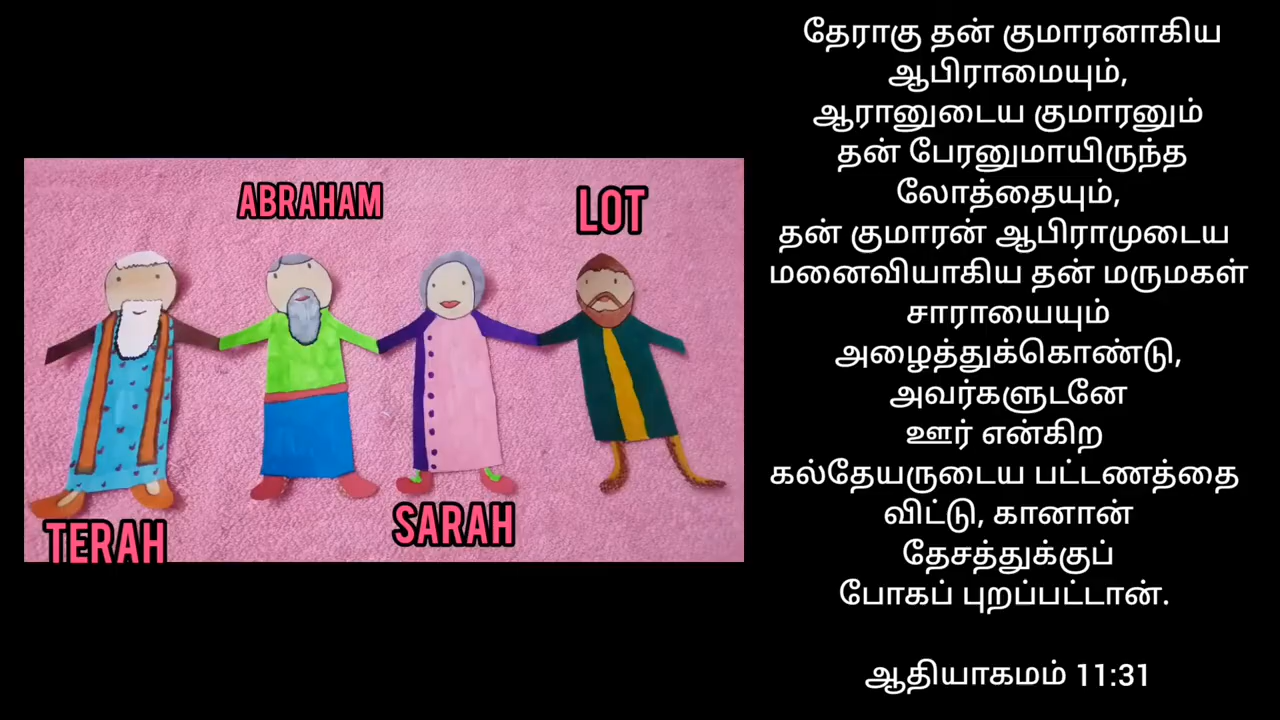 ABRAHAM
LOT
TERAH
SARAH
தேராகு தன் குமாரனாகிய
ஆபிராமையும்,
ஆரானுடைய குமாரனும்
தன் பேரனுமாயிருந்த
லோத்தையும்,
தன் குமாரன் ஆபிராமுடைய
மனைவியாகிய தன் மருமகள்
சாராயையும்
அழைத்துக்கொண்டு,
அவர்களுடனே
ஊர் என்கிற
கல்தேயருடைய பட்டணத்தை
விட்டு, கானான்
தேசத்துக்குப்
போகப் புறப்பட்டான்.
ஆதியாகமம் 11:31